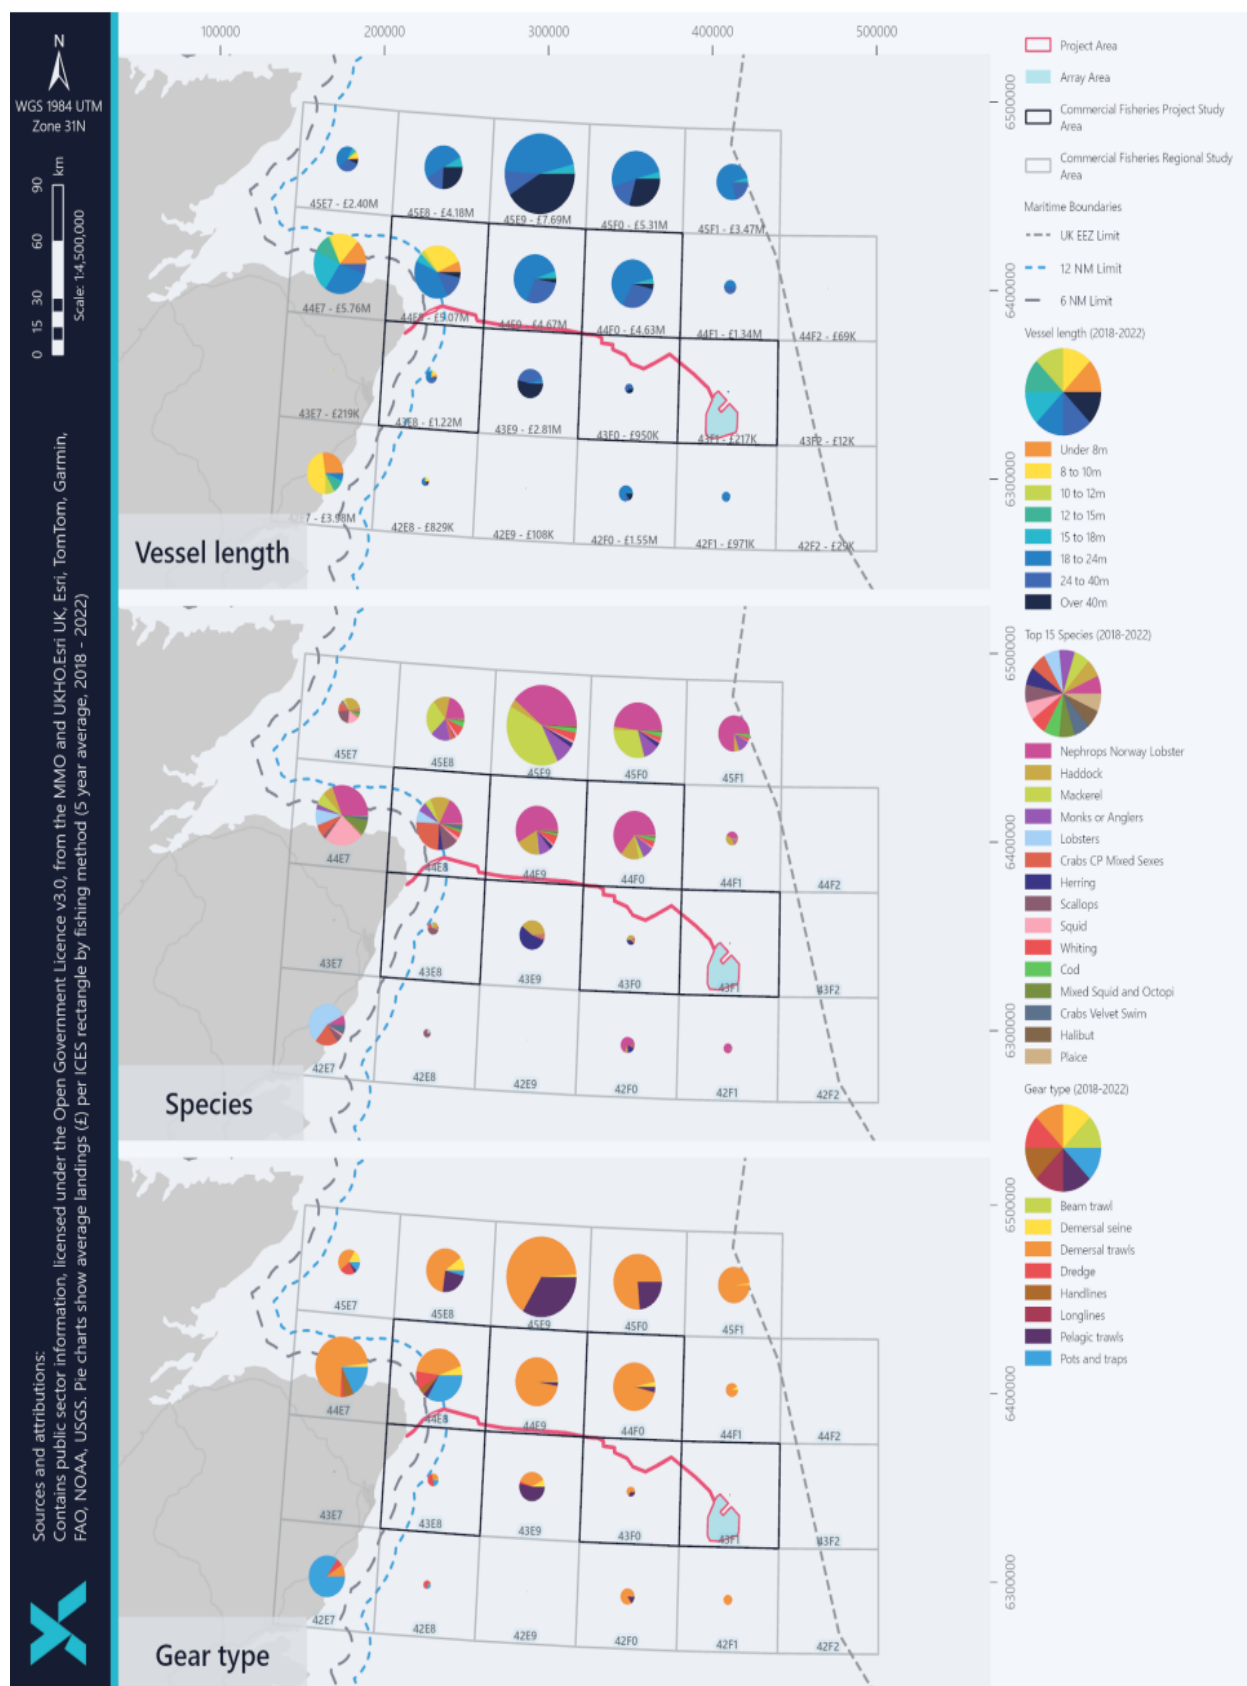 N
WGS 1984 UTM
Zone 31N
0 15 30 60 90
km
Scale: 1:4,500,000
Sources and attributions:
Contains public sector information, licensed under the Open Government Licence v3.0, from the MMO and UKHO.Esri UK, Esri, TomTom, Garmin,
FAO, NOAA, USGS. Pie charts show average landings (£) per ICES rectangle by fishing method (5 year average, 2018 - 2022)
100000 200000 300000 400000 500000
6500000
6400000
6300000
45E7 - £2.40M
45E8 - £4.18M
45E9 - £7.69M
45F0 - £5.31M
45F1 - £3.47M
44E7 - £5.76M
44E8 - £5.07M
44E9 - £4.67M
44F0 - £4.63M
44F1 - £1.34M
44F2 - £69K
43E7 - £219K
43E8 - £1.22M
43E9 - £2.81M
43F0 - £950K
43F1 - £217K
43F2 - £12K
42E7 - £3.98M
42E8 - £829K
42E9 - £108K
42F0 - £1.55M
42F1 - £971K
42F2 - £29K
Vessel length
6500000
6400000
6300000
45E7
45E8
45E9
45F0
45F1
44E7
44E8
44E9
44F0
44F1
44F2
43E7
43E8
43E9
43F0
43F1
43F2
42E7
42E8
42E9
42F0
42F1
42F2
Species
6500000
6400000
6300000
45E7
45E8
45E9
45F0
45F1
44E7
44E8
44E9
44F0
44F1
44F2
43E7
43E8
43E9
43F0
43F1
43F2
42E7
42E8
42E9
42F0
42F1
42F2
Gear type
Project Area
Array Area
Commercial Fisheries Project Study
Area
Commercial Fisheries Regional Study
Area
Maritime Boundaries
UK EEZ Limit
12 NM Limit
6 NM Limit
Vessel length (2018-2022)
Under 8m
8 to 10m
10 to 12m
12 to 15m
15 to 18m
18 to 24m
24 to 40m
Over 40m
Top 15 Species (2018-2022)
Nephrops Norway Lobster
Haddock
Mackerel
Monks or Anglers
Lobsters
Crabs CP Mixed Sexes
Herring
Scallops
Squid
Whiting
Cod
Mixed Squid and Octopi
Crabs Velvet Swim
Halibut
Plaice
Gear type (2018-2022)
Beam trawl
Demersal seine
Demersal trawls
Dredge
Handlines
Longlines
Pelagic trawls
Pots and traps